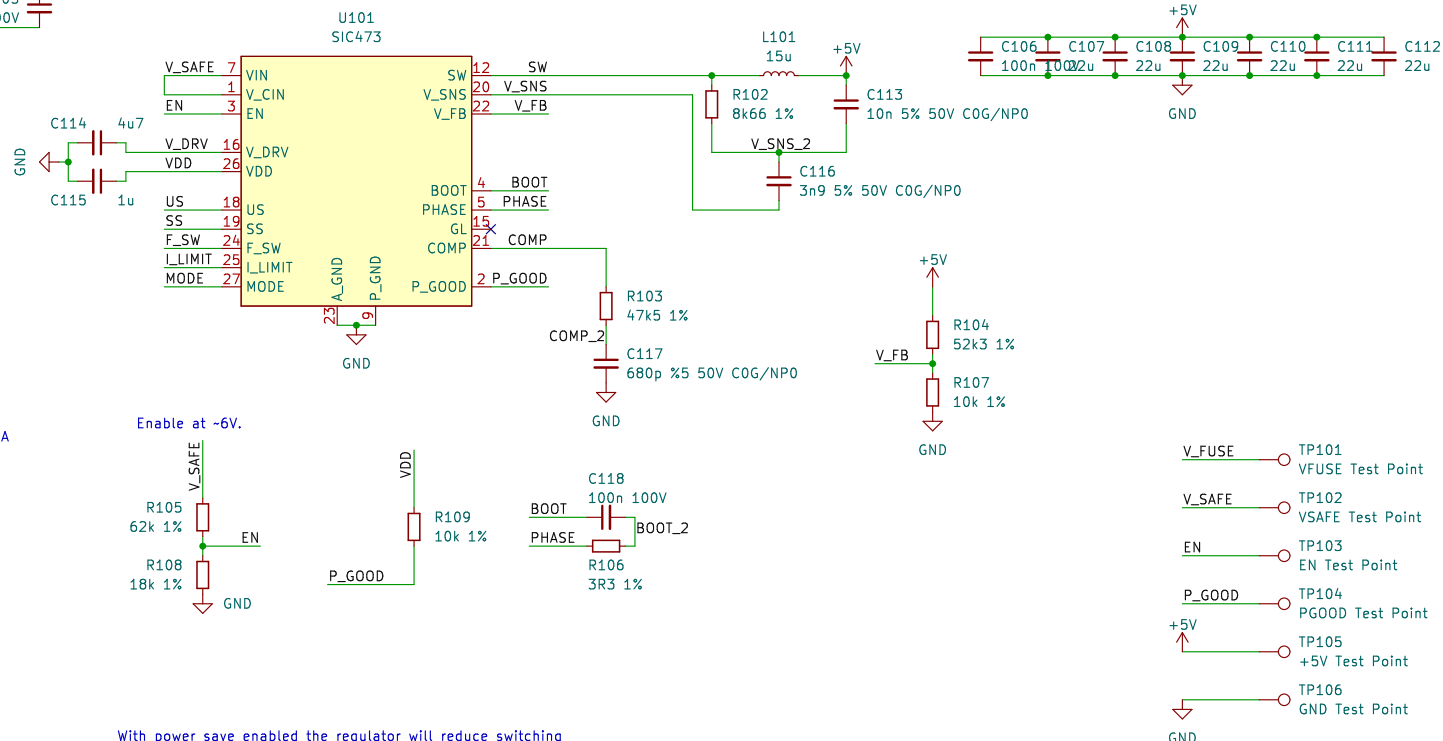 00V
U101
SIC473
V_SAFE
7
VIN
1
V_CIN
EN
3
EN
C114
4u7
GND
V_DRV
16
V_DRV
VDD
26
VDD
C115
1u
US
18
US
SS
19
SS
F_SW
24
F_SW
I_LIMIT
25
I_LIMIT
MODE
27
MODE
SW
12
SW
V_SNS
20
V_SNS
V_FB
22
V_FB
BOOT
4
BOOT
PHASE
5
PHASE
GL
15
COMP
21
COMP
P_GOOD
2
P_GOOD
A_GND
23
P_GND
9
GND
L101
15u
+5V
R102
8k66 1%
C113
10n 5% 50V C0G/NP0
V_SNS_2
C116
3n9 5% 50V C0G/NP0
R103
47k5 1%
COMP_2
C117
680p %5 50V C0G/NP0
GND
+5V
C106
100n 100V
C107
22u
C108
22u
C109
22u
C110
22u
C111
22u
C112
22u
GND
+5V
R104
52k3 1%
V_FB
R107
10k 1%
GND
A
Enable at ~6V.
V_SAFE
R105
62k 1%
EN
R108
18k 1%
GND
VDD
R109
10k 1%
P_GOOD
C118
100n 100V
BOOT
BOOT_2
PHASE
R106
3R3 1%
V_FUSE
TP101
VFUSE Test Point
V_SAFE
TP102
VSAFE Test Point
EN
TP103
EN Test Point
P_GOOD
TP104
PGOOD Test Point
+5V
TP105
+5V Test Point
TP106
GND Test Point
GND
With power save enabled the regulator will reduce switching